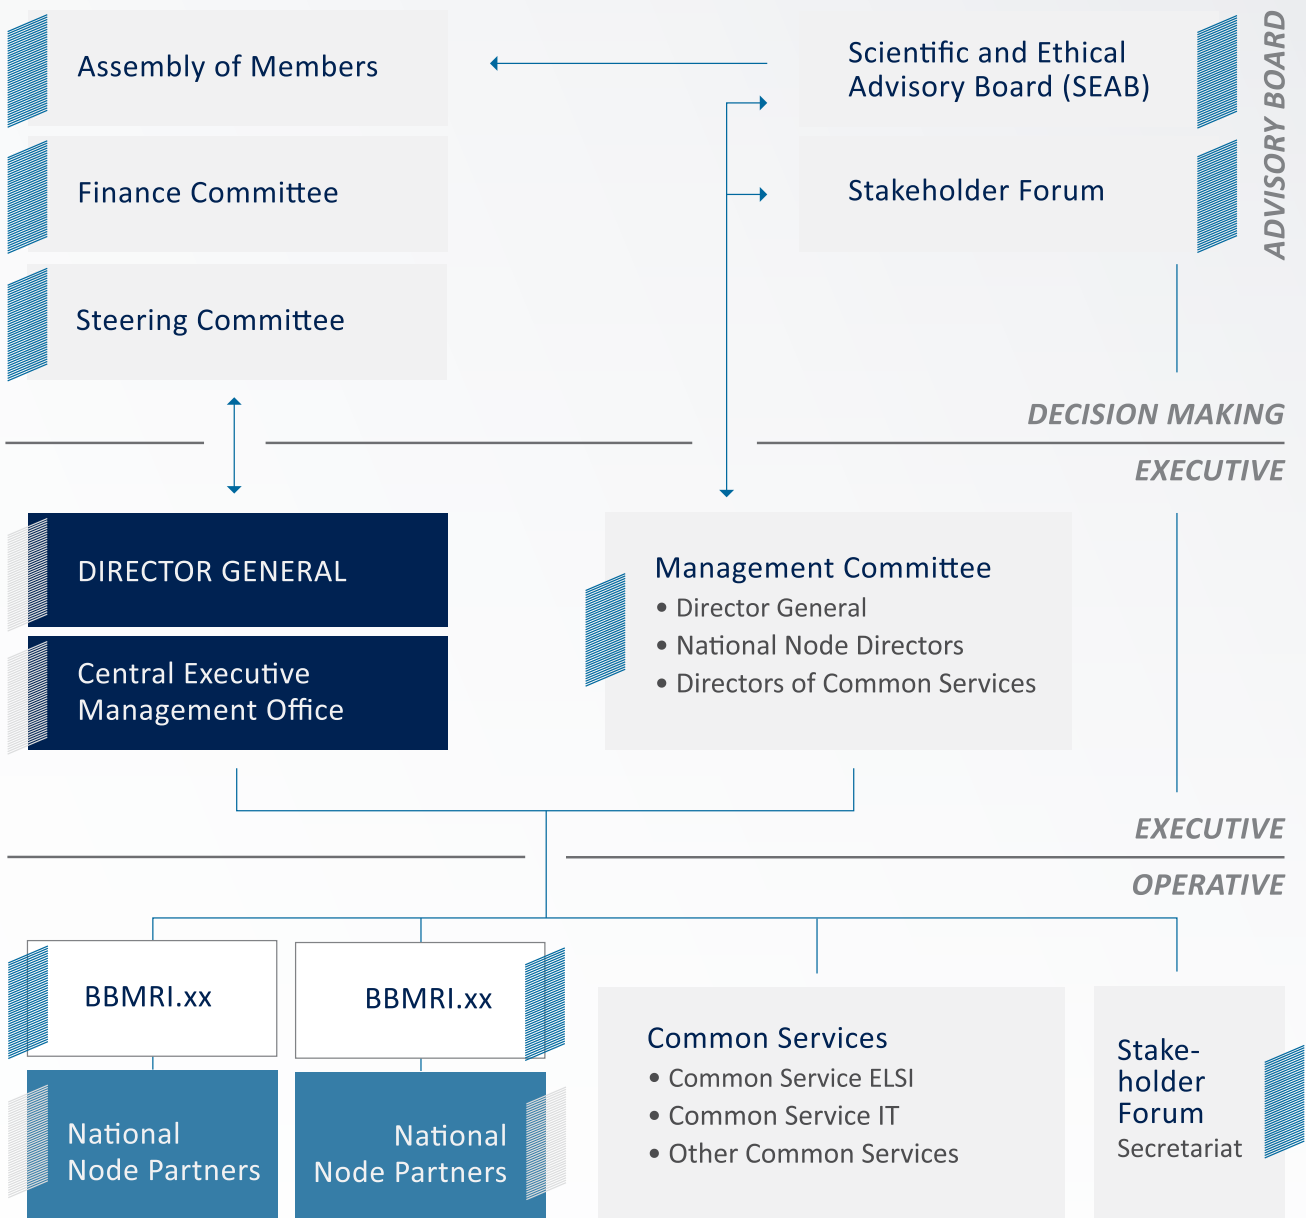 Assembly of Members
Finance Committee
Steering Committee
Scientific and Ethical
Advisory Board (SEAB)
Stakeholder Forum
ADVISORY BOARD
DECISION MAKING
EXECUTIVE
DIRECTOR GENERAL
Central Executive
Management Office
Management Committee
• Director General
• National Node Directors
• Directors of Common Services
EXECUTIVE
OPERATIVE
BBMRI.xx
National
Node Partners
BBMRI.xx
National
Node Partners
Common Services
• Common Service ELSI
• Common Service IT
• Other Common Services
Stake-
holder
Forum
Secretariat